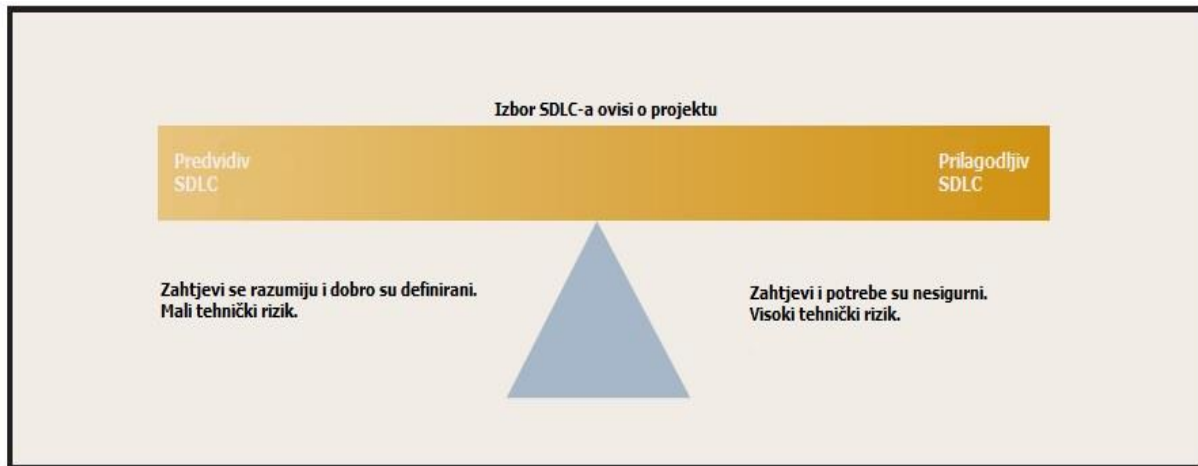 Izbor SDLC-a ovisi o projektu
Predvidiv
SDLC
Prilagodljiv
SDLC
Zahtjevi se razumiju i dobro su definirani.
Mali tehnički rizik.
Zahtjevi i potrebe su nesigurni.
Visoki tehnički rizik.